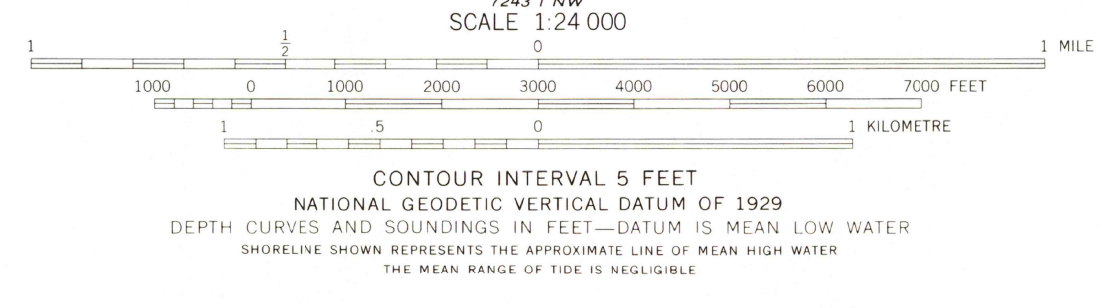 7243 I NW
SCALE 1:24 000
1 1/2 0 1 MILE
1000 0 1000 2000 3000 4000 5000 6000 7000 FEET
1 .5 0 1 KILOMETRE
CONTOUR INTERVAL 5 FEET
NATIONAL GEODETIC VERTICAL DATUM OF 1929
DEPTH CURVES AND SOUNDINGS IN FEET—DATUM IS MEAN LOW WATER
SHORELINE SHOWN REPRESENTS THE APPROXIMATE LINE OF MEAN HIGH WATER
THE MEAN RANGE OF TIDE IS NEGLIGIBLE